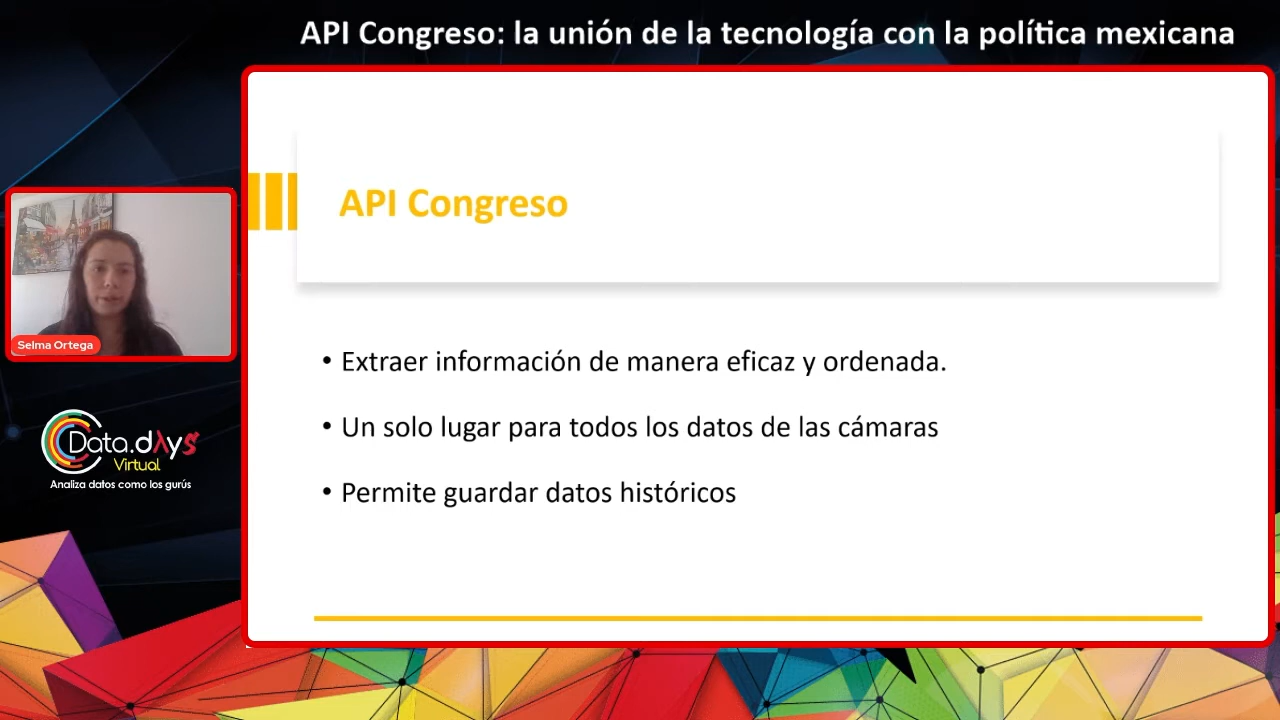 API Congreso: la unión de la tecnología con la política mexicana
API Congreso
• Extraer información de manera eficaz y ordenada.
• Un solo lugar para todos los datos de las cámaras
• Permite guardar datos históricos
Selma Ortega
Data.dAys
Virtual
Analiza datos como los gurús